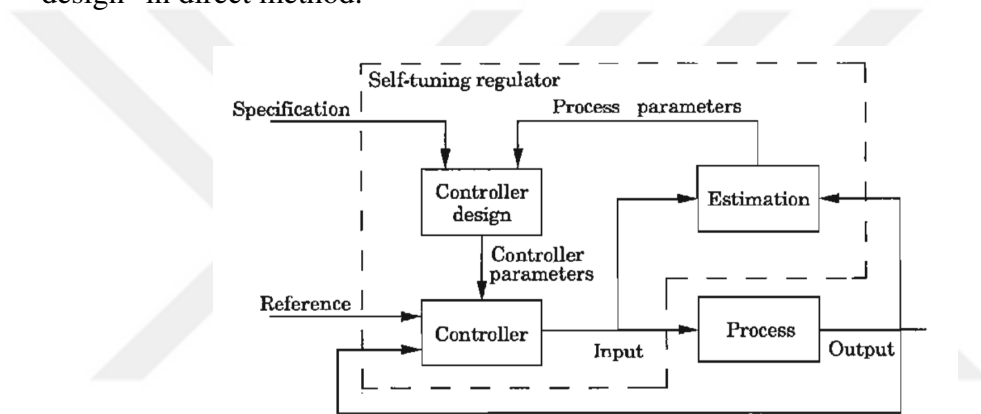 design" in direct method.
Self-tuning regulator
Specification
Process parameters
Controller
design
Estimation
Controller
parameters
Reference
Controller
Process
Input
Output